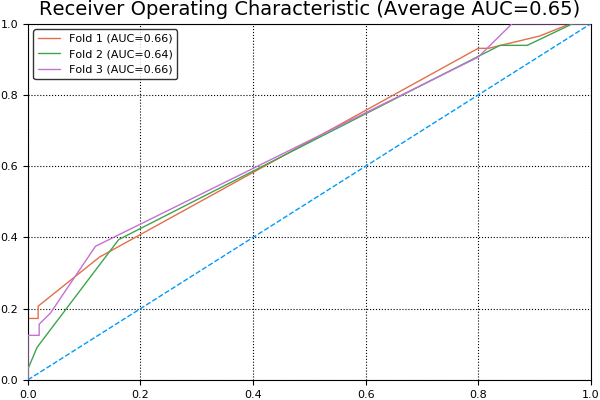 Receiver Operating Characteristic (Average AUC=0.65)
1.0
Fold 1 (AUC=0.66)
Fold 2 (AUC=0.64)
Fold 3 (AUC=0.66)
0.8
0.6
0.4
0.2
0.0
0.0 0.2 0.4 0.6 0.8 1.0